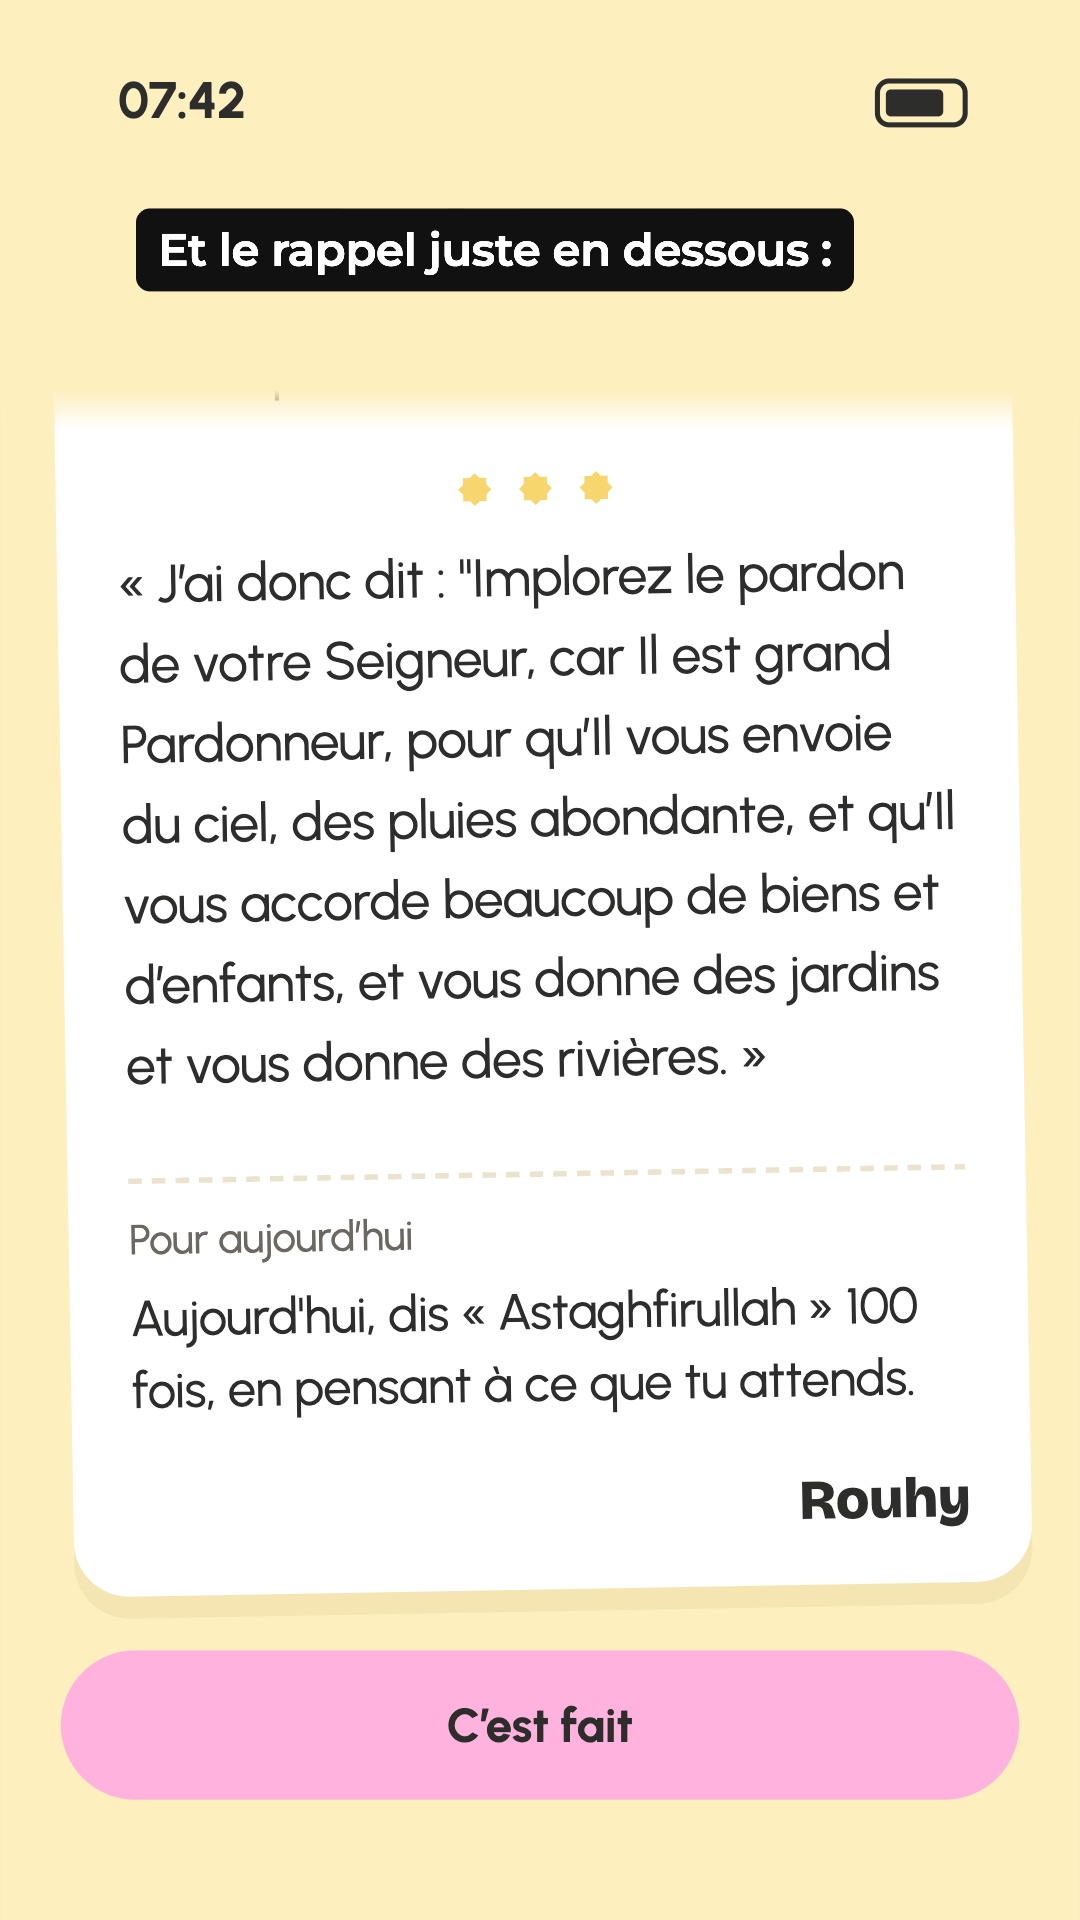 07:42
Et le rappel juste en dessous :
« J'ai donc dit : "Implorez le pardon
de votre Seigneur, car Il est grand
Pardonneur, pour qu'Il vous envoie
du ciel, des pluies abondante, et qu'Il
vous accorde beaucoup de biens et
d'enfants, et vous donne des jardins
et vous donne des rivières. »
Pour aujourd'hui
Aujourd'hui, dis « Astaghfirullah » 100
fois, en pensant à ce que tu attends.
Rouhy
C'est fait